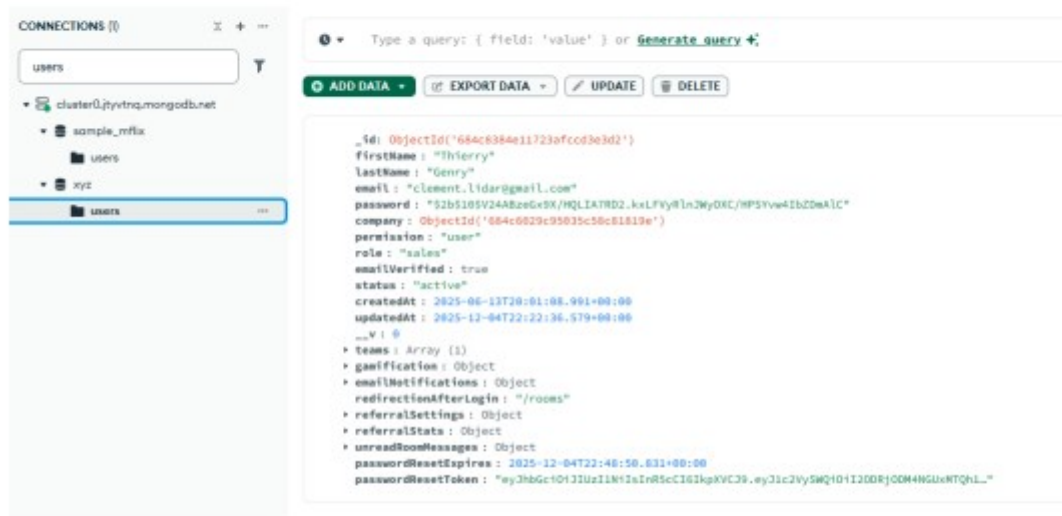 CONNECTIONS (1)
users
cluster0.jtyvtnq.mongodb.net
sample_mflix
users
xyz
users
Type a query: { field: 'value' } or Generate query
ADD DATA
EXPORT DATA
UPDATE
DELETE
_id: ObjectId('684c8384e11723afccd3e3d2')
firstName : "Thierry"
lastName : "Genry"
email : "clement.lidar@gmail.com"
password :
company : ObjectId(
permission : "user"
role : "sales"
emailVerified : true
status : "active"
createdAt : 2025-06-13T20:01:08.991+00:00
updatedAt : 2025-12-04T22:22:36.579+00:00
__v : 0
teams : Array (1)
gamification : Object
emailNotifications : Object
redirectionAfterLogin : "/rooms"
referralSettings : Object
referralStats : Object
unreadRoomMessages : Object
passwordResetExpires : 2025-12-04T22:48:50.831+00:00
passwordResetToken :